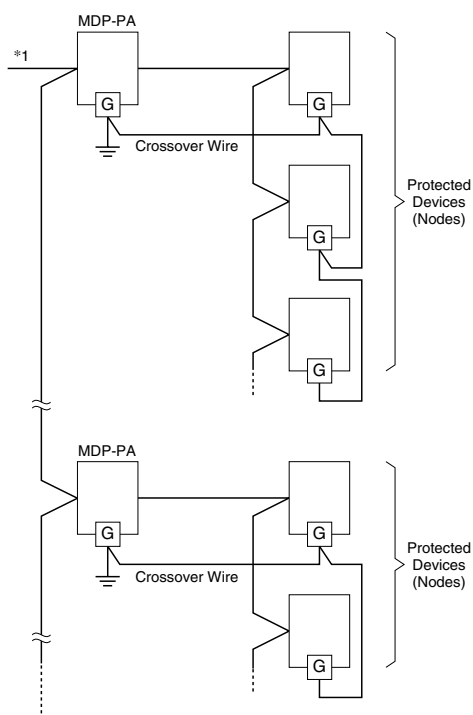 MDP-PA
*1
G
G
Crossover Wire
Protected
Devices
(Nodes)
G
G
MDP-PA
G
G
Crossover Wire
Protected
Devices
(Nodes)
G